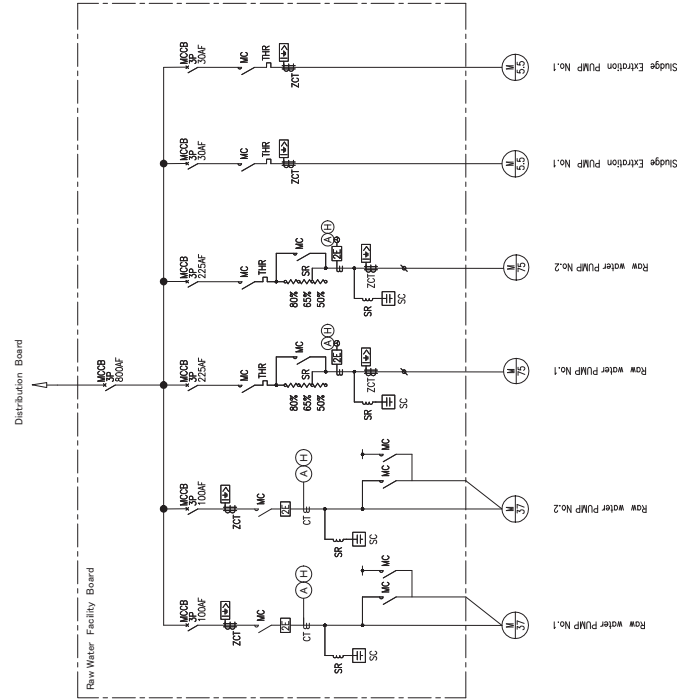 Distribution Board
Raw Water Facility Board
MCCB
3P
800AF
MCCB
3P
100AF
ZCT
MC
2E
CT
A
H
SR
SC
MC
MC
M
37
Raw water PUMP No.1
MCCB
3P
100AF
ZCT
MC
2E
CT
A
H
SR
SC
MC
MC
M
37
Raw water PUMP No.2
MCCB
3P
225AF
MC
THR
80%
65%
50%
SR
MC
2E
A
H
ZCT
SR
SC
M
75
Raw water PUMP No.1
MCCB
3P
225AF
MC
THR
80%
65%
50%
SR
MC
2E
A
H
ZCT
SR
SC
M
75
Raw water PUMP No.2
MCCB
3P
30AF
MC
THR
ZCT
M
5.5
Sludge Extration PUMP No.1
MCCB
3P
30AF
MC
THR
ZCT
M
5.5
Sludge Extration PUMP No.1